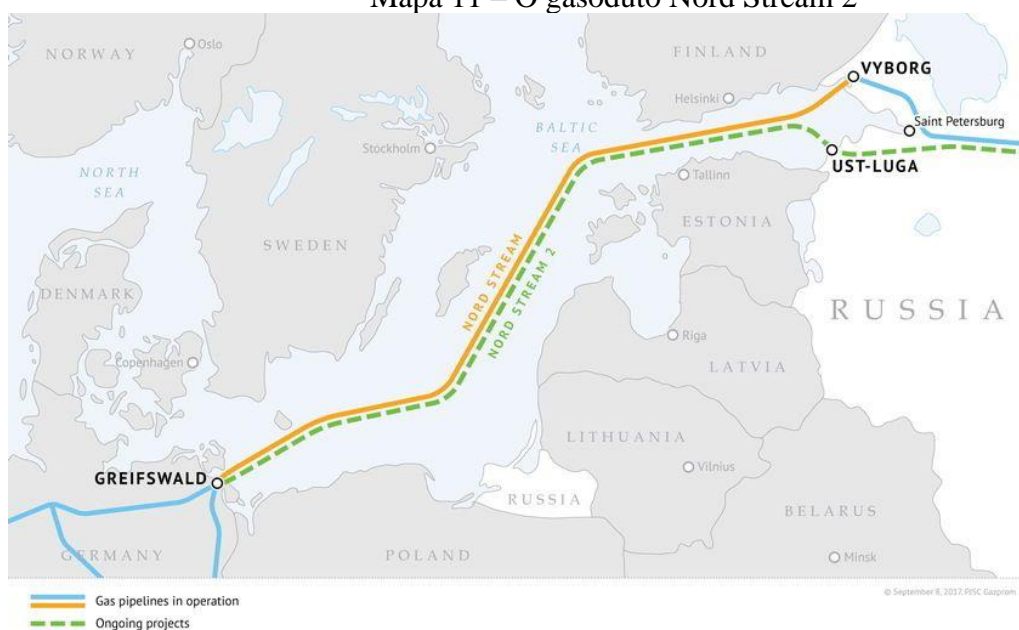 Mapa 11 – O gasoduto Nord Stream 2
NORWAY
Oslo
FINLAND
VYBORG
Helsinki
Saint Petersburg
BALTIC
SEA
Stockholm
UST-LUGA
NORTH
SEA
Tallinn
ESTONIA
SWEDEN
NORD STREAM
NORD STREAM 2
DENMARK
RUSSIA
Riga
Copenhagen
LATVIA
LITHUANIA
GREIFSWALD
Vilnius
RUSSIA
BELARUS
GERMANY
POLAND
Minsk
Gas pipelines in operation
© September 8, 2017, PJSC Gazprom
Ongoing projects